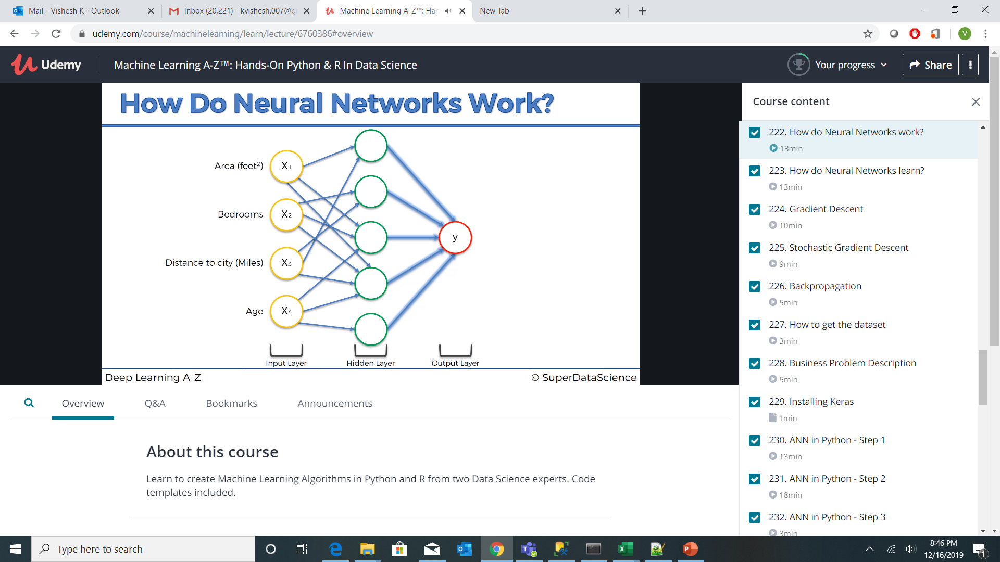 Mail - Vishesh K - Outlook
Inbox (20,221) - kvishesh.007@g
Machine Learning A-Z™: Han
New Tab
udemy.com/course/machinelearning/learn/lecture/6760386#overview
V
Udemy
Machine Learning A-Z™: Hands-On Python & R In Data Science
Your progress
Share
How Do Neural Networks Work?
Area (feet²)
X1
Bedrooms
X2
Distance to city (Miles)
X3
Age
X4
y
Input Layer
Hidden Layer
Output Layer
Deep Learning A-Z
© SuperDataScience
Course content
222. How do Neural Networks work?
13min
223. How do Neural Networks learn?
13min
224. Gradient Descent
10min
225. Stochastic Gradient Descent
9min
226. Backpropagation
5min
227. How to get the dataset
3min
228. Business Problem Description
5min
229. Installing Keras
1min
230. ANN in Python - Step 1
13min
231. ANN in Python - Step 2
18min
232. ANN in Python - Step 3
3min
Overview
Q&A
Bookmarks
Announcements
About this course
Learn to create Machine Learning Algorithms in Python and R from two Data Science experts. Code
templates included.
Type here to search
8:46 PM
12/16/2019
1